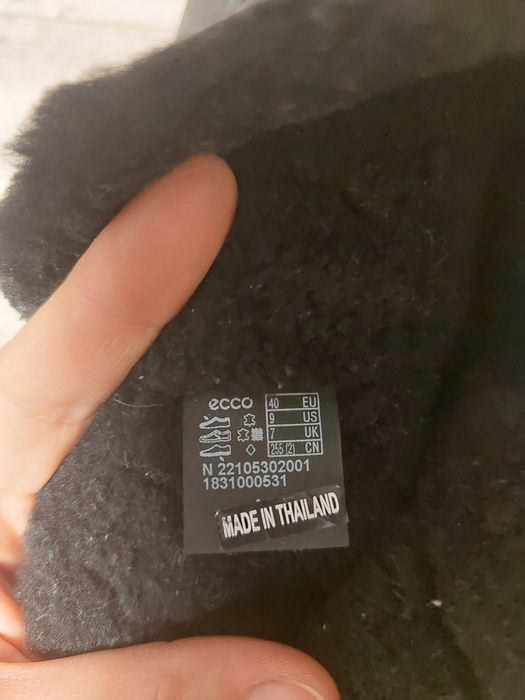 ecco
40 EU
9 US
7 UK
255 (2) CN
N 22105302001
1831000531
MADE IN THAILAND